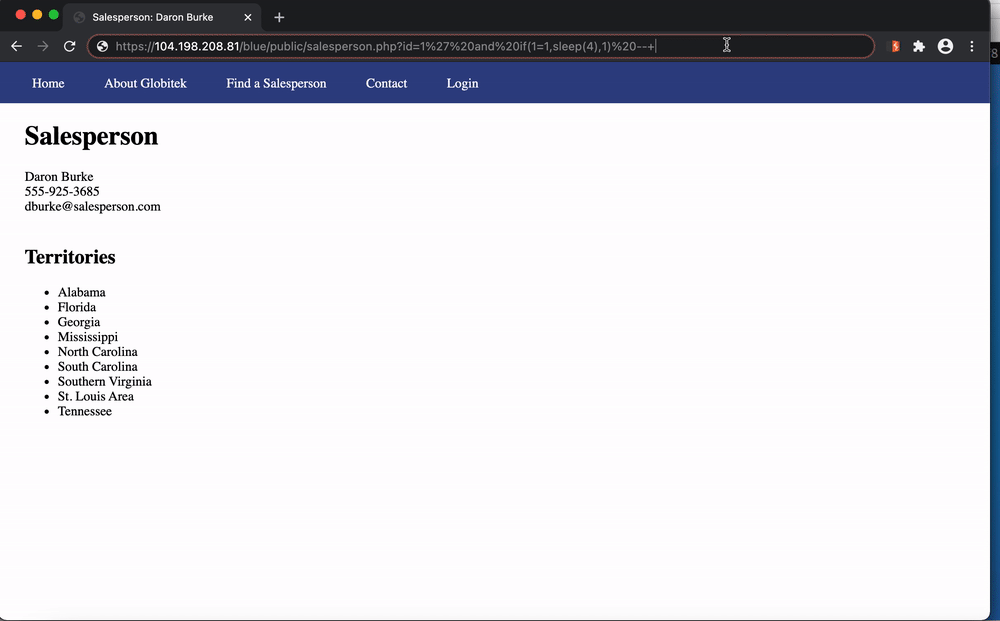 Salesperson: Daron Burke
https://104.198.208.81/blue/public/salesperson.php?id=1%27%20and%20if(1=1,sleep(4),1)%20--+
Home About Globitek Find a Salesperson Contact Login
Salesperson
Daron Burke
555-925-3685
dburke@salesperson.com
Territories
Alabama
Florida
Georgia
Mississippi
North Carolina
South Carolina
Southern Virginia
St. Louis Area
Tennessee